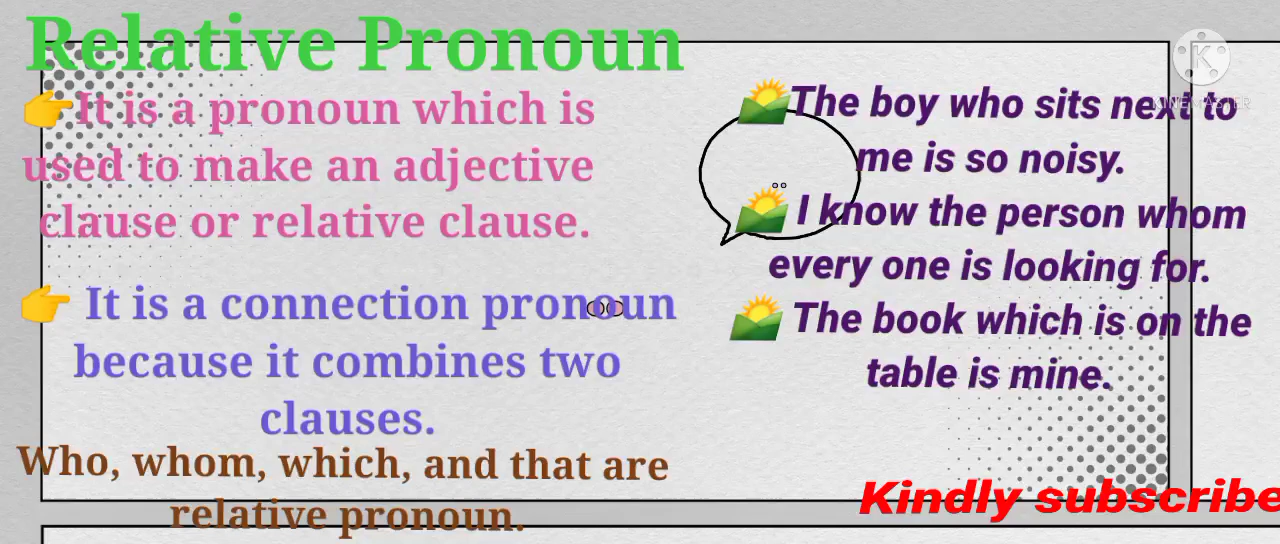 Relative Pronoun
👉It is a pronoun which is
used to make an adjective
clause or relative clause.
👉 It is a connection pronoun
because it combines two
clauses.
Who, whom, which, and that are
relative pronoun.
The boy who sits next to
me is so noisy.
I know the person whom
every one is looking for.
The book which is on the
table is mine.
KINEMASTER
Kindly subscribe